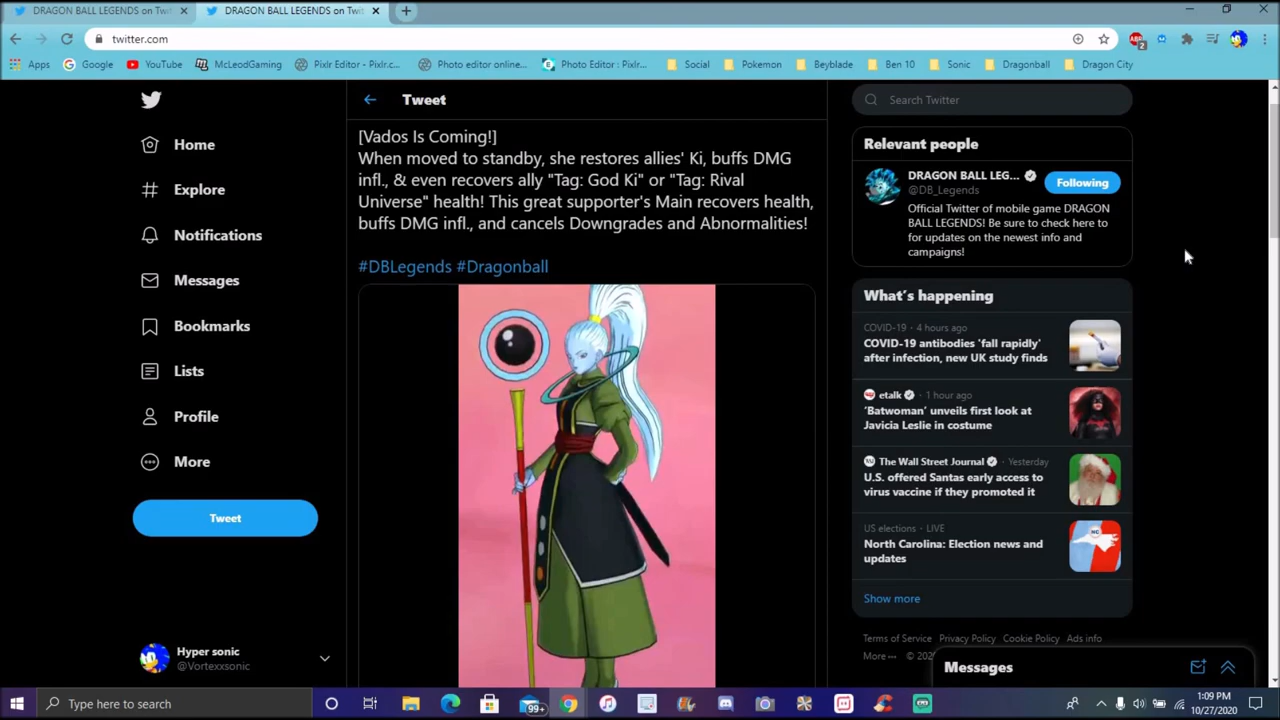 DRAGON BALL LEGENDS on Twit
DRAGON BALL LEGENDS on Twit
twitter.com
2
Apps
Google
YouTube
McLeodGaming
Pixlr Editor - Pixlr.c...
Photo editor online...
Photo Editor : Pixlr...
Social
Pokemon
Beyblade
Ben 10
Sonic
Dragonball
Dragon City
Home
Explore
Notifications
Messages
Bookmarks
Lists
Profile
More
Tweet
Hyper sonic
@Vortexxsonic
Tweet
[Vados Is Coming!]
When moved to standby, she restores allies' Ki, buffs DMG
infl., & even recovers ally "Tag: God Ki" or "Tag: Rival
Universe" health! This great supporter's Main recovers health,
buffs DMG infl., and cancels Downgrades and Abnormalities!
#DBLegends #Dragonball
Search Twitter
Relevant people
DRAGON BALL LEG...
@DB_Legends
Following
Official Twitter of mobile game DRAGON
BALL LEGENDS! Be sure to check here to
for updates on the newest info and
campaigns!
What's happening
COVID-19 · 4 hours ago
COVID-19 antibodies 'fall rapidly'
after infection, new UK study finds
etalk · 1 hour ago
'Batwoman' unveils first look at
Javicia Leslie in costume
The Wall Street Journal · Yesterday
U.S. offered Santas early access to
virus vaccine if they promoted it
US elections · LIVE
North Carolina: Election news and
updates
Show more
Terms of Service Privacy Policy Cookie Policy Ads info
More ··· © 202
Messages
Type here to search
99+
1:09 PM
10/27/2020